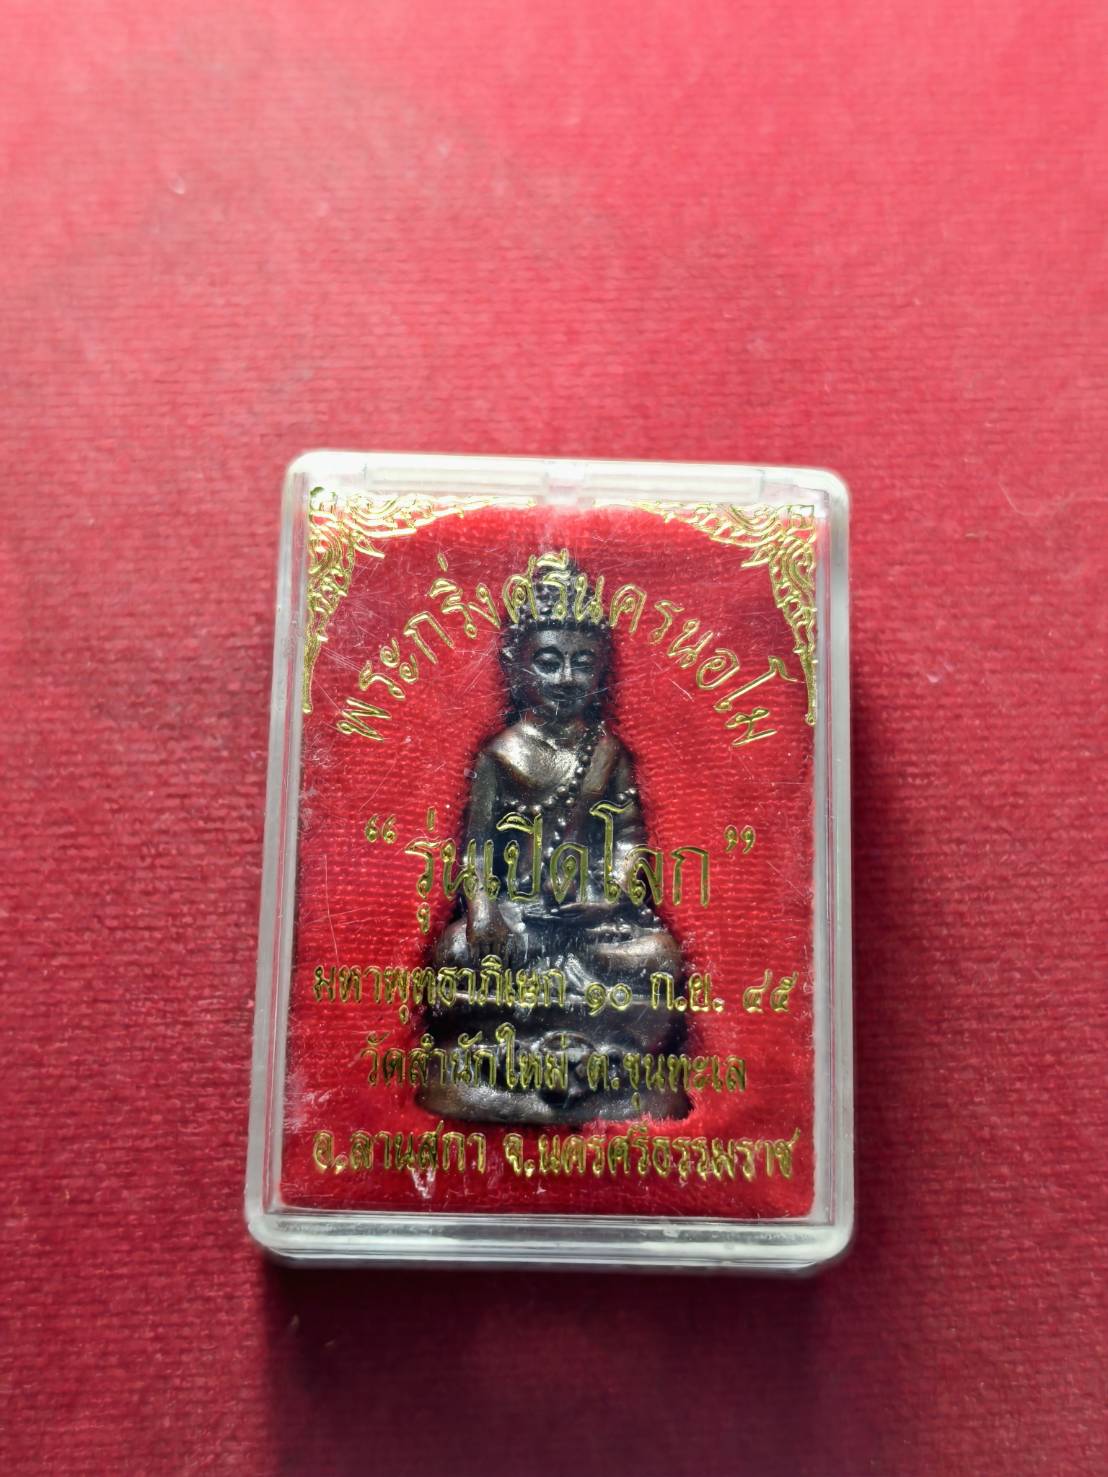 พระกริ่งศรีนครนอโม
“รุ่นเปิดโลก”
มหาพุทธาภิเษก ๑๐ ก.ย. ๔๕
วัดสำนักใหม่ ต.ขุนทะเล
อ.ลานสกา จ.นครศรีธรรมราช